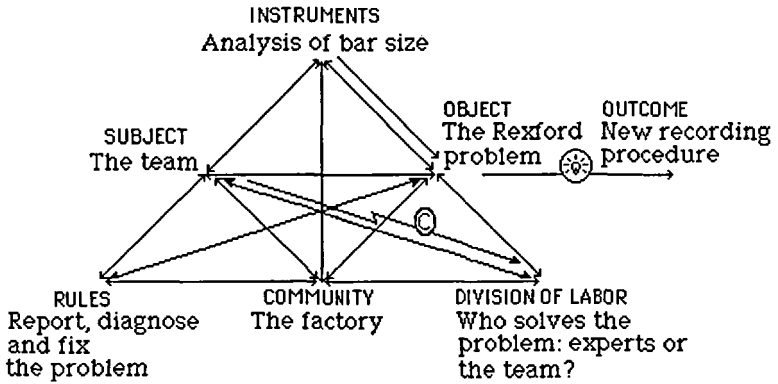 INSTRUMENTS
Analysis of bar size
SUBJECT
The team
OBJECT
The Rexford
problem
OUTCOME
New recording
procedure
C
RULES
Report, diagnose
and fix
the problem
COMMUNITY
The factory
DIVISION OF LABOR
Who solves the
problem: experts or
the team?